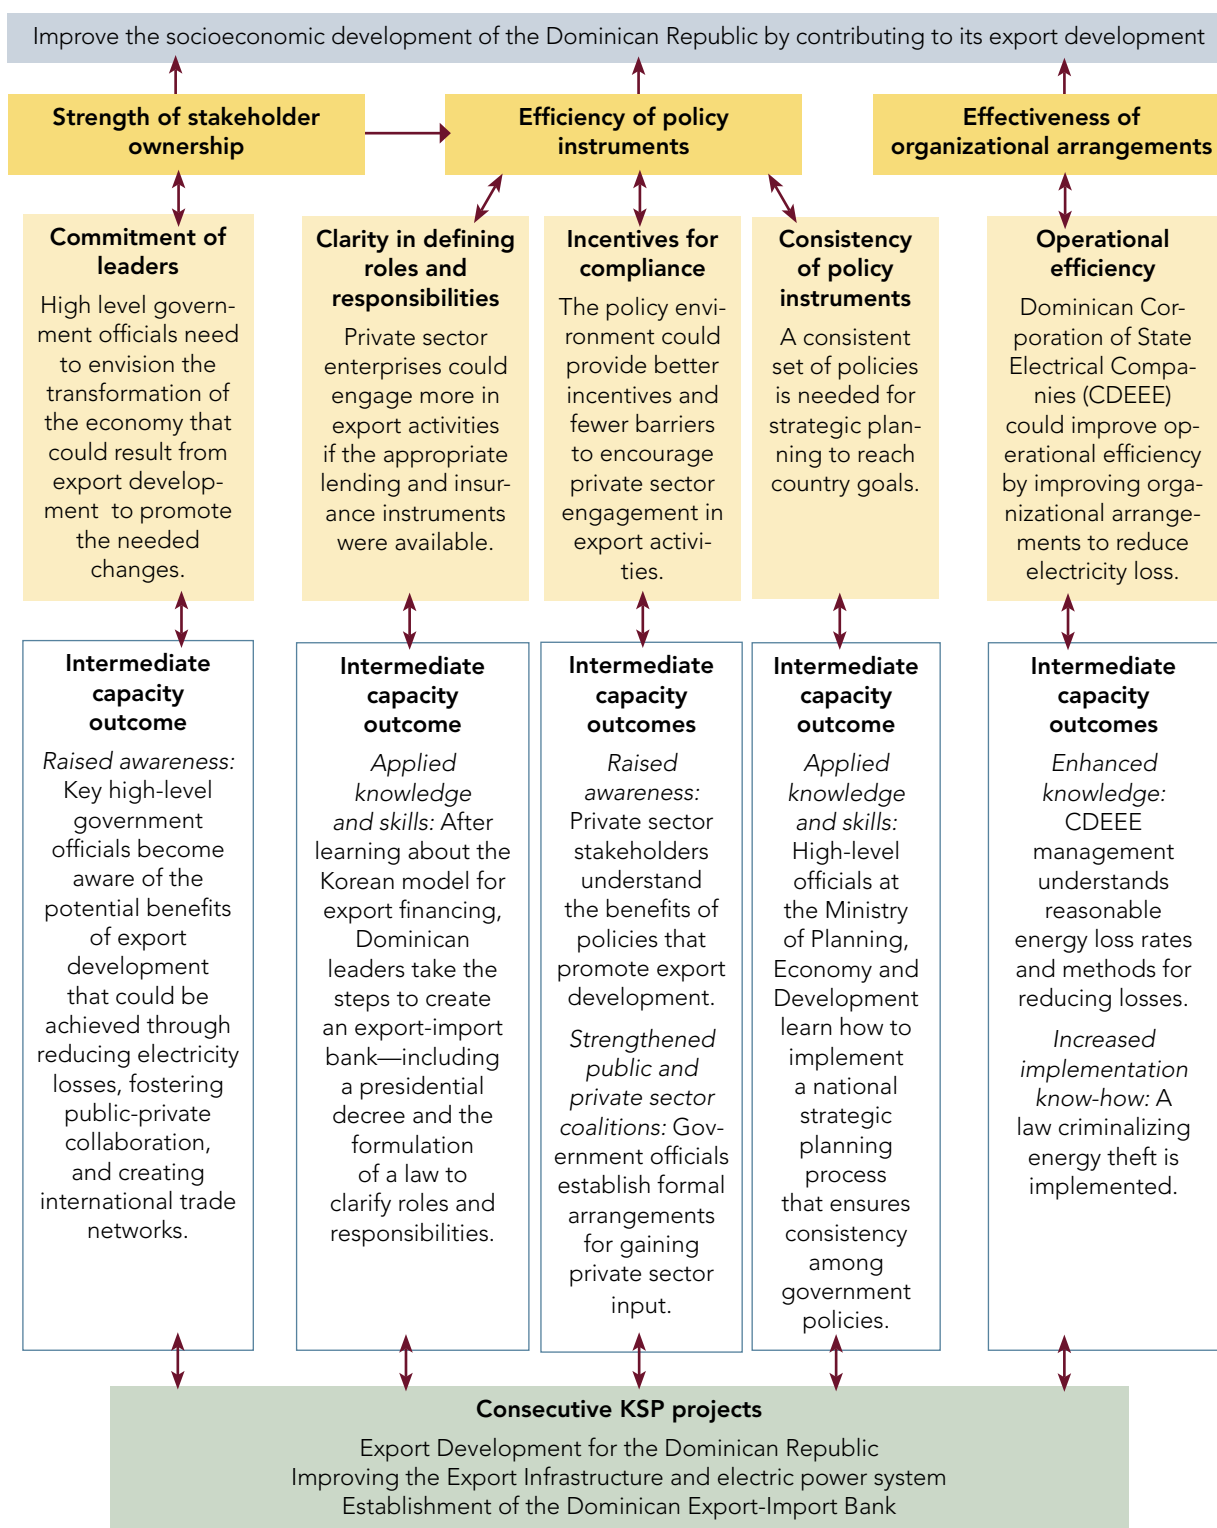 Improve the socioeconomic development of the Dominican Republic by contributing to its export development
Strength of stakeholder
ownership
Efficiency of policy
instruments
Effectiveness of
organizational arrangements
Commitment of
leaders
High level govern-
ment officials need
to envision the
transformation of
the economy that
could result from
export develop-
ment to promote
the needed
changes.
Clarity in defining
roles and
responsibilities
Private sector
enterprises could
engage more in
export activities
if the appropriate
lending and insur-
ance instruments
were available.
Incentives for
compliance
The policy envi-
ronment could
provide better
incentives and
fewer barriers
to encourage
private sector
engagement in
export activi-
ties.
Consistency
of policy
instruments
A consistent
set of policies
is needed for
strategic plan-
ning to reach
country goals.
Operational
efficiency
Dominican Cor-
poration of State
Electrical Compa-
nies (CDEEE)
could improve op-
erational efficiency
by improving orga-
nizational arrange-
ments to reduce
electricity loss.
Intermediate
capacity
outcome
Raised awareness:
Key high-level
government
officials become
aware of the
potential benefits
of export
development
that could be
achieved through
reducing electricity
losses, fostering
public-private
collaboration,
and creating
international trade
networks.
Intermediate
capacity
outcome
Applied
knowledge
and skills: After
learning about the
Korean model for
export financing,
Dominican
leaders take the
steps to create
an export-import
bank—including
a presidential
decree and the
formulation
of a law to
clarify roles and
responsibilities.
Intermediate
capacity
outcomes
Raised
awareness:
Private sector
stakeholders
understand
the benefits of
policies that
promote export
development.
Strengthened
public and
private sector
coalitions: Gov-
ernment officials
establish formal
arrangements
for gaining
private sector
input.
Intermediate
capacity
outcome
Applied
knowledge
and skills:
High-level
officials at
the Ministry
of Planning,
Economy and
Development
learn how to
implement
a national
strategic
planning
process
that ensures
consistency
among
government
policies.
Intermediate
capacity
outcomes
Enhanced
knowledge:
CDEEE
management
understands
reasonable
energy loss rates
and methods for
reducing losses.
Increased
implementation
know-how: A
law criminalizing
energy theft is
implemented.
Consecutive KSP projects
Export Development for the Dominican Republic
Improving the Export Infrastructure and electric power system
Establishment of the Dominican Export-Import Bank